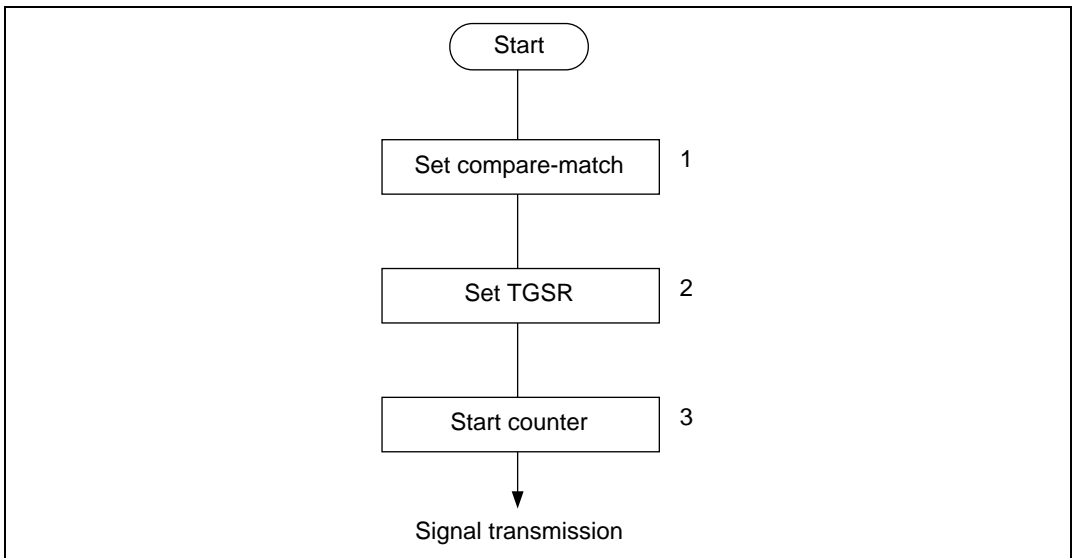 Start
Set compare-match 1
Set TGSR 2
Start counter 3
Signal transmission